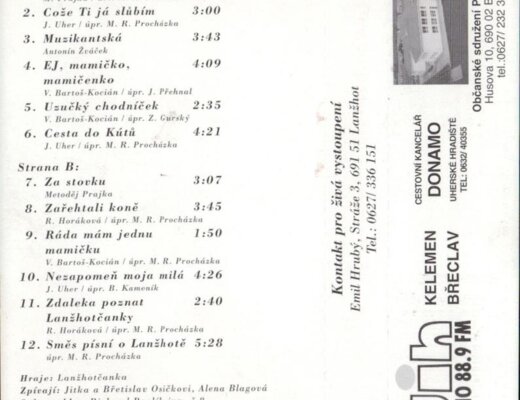 2. Cože Ti já slûbím 3:00
J. Uher / úpr. M. R. Procházka
3. Muzikantská 3:43
Antonín Žváček
4. EJ, mamičko, 4:09
mamičenko
V. Bartoš-Kocián / úpr. J. Přehnal
5. Uzučký chodníček 2:35
V. Bartoš-Kocián / úpr. Z. Gurský
6. Cesta do Kútů 4:21
J. Uher / úpr. M. R. Procházka
Strana B:
7. Za stovku 3:07
Metoděj Prajka
8. Zařehtali koně 3:45
R. Horáková / úpr. M. R. Procházka
9. Ráda mám jednu 1:50
mamičku
V. Bartoš-Kocián / úpr. M. R. Procházka
10. Nezapomeň moja milá 4:26
J. Uher / úpr. B. Kameník
11. Zdaleka poznat 2:40
Lanžhotčanky
R. Horáková / úpr. M. R. Procházka
12. Směs písní o Lanžhotě 5:28
úp. M. R. Procházka
Hraje: Lanžhotčanka
Zpívají: Jitka a Břetislav Osičkovi, Alena Blagová
Kontakt pro živá vystoupení
Emil Hrubý, Stráže 3, 691 51 Lanžhot
Tel.: 0627/ 336 151
Občanské sdružení
Husova 10, 690 02
tel.:0627/ 232
CESTOVNÍ KANCELÁŘ
DONAMO
UHERSKÉ HRADIŠTĚ
TEL.: 0632/ 40355
KELEMEN
BŘECLAV
88.9 FM